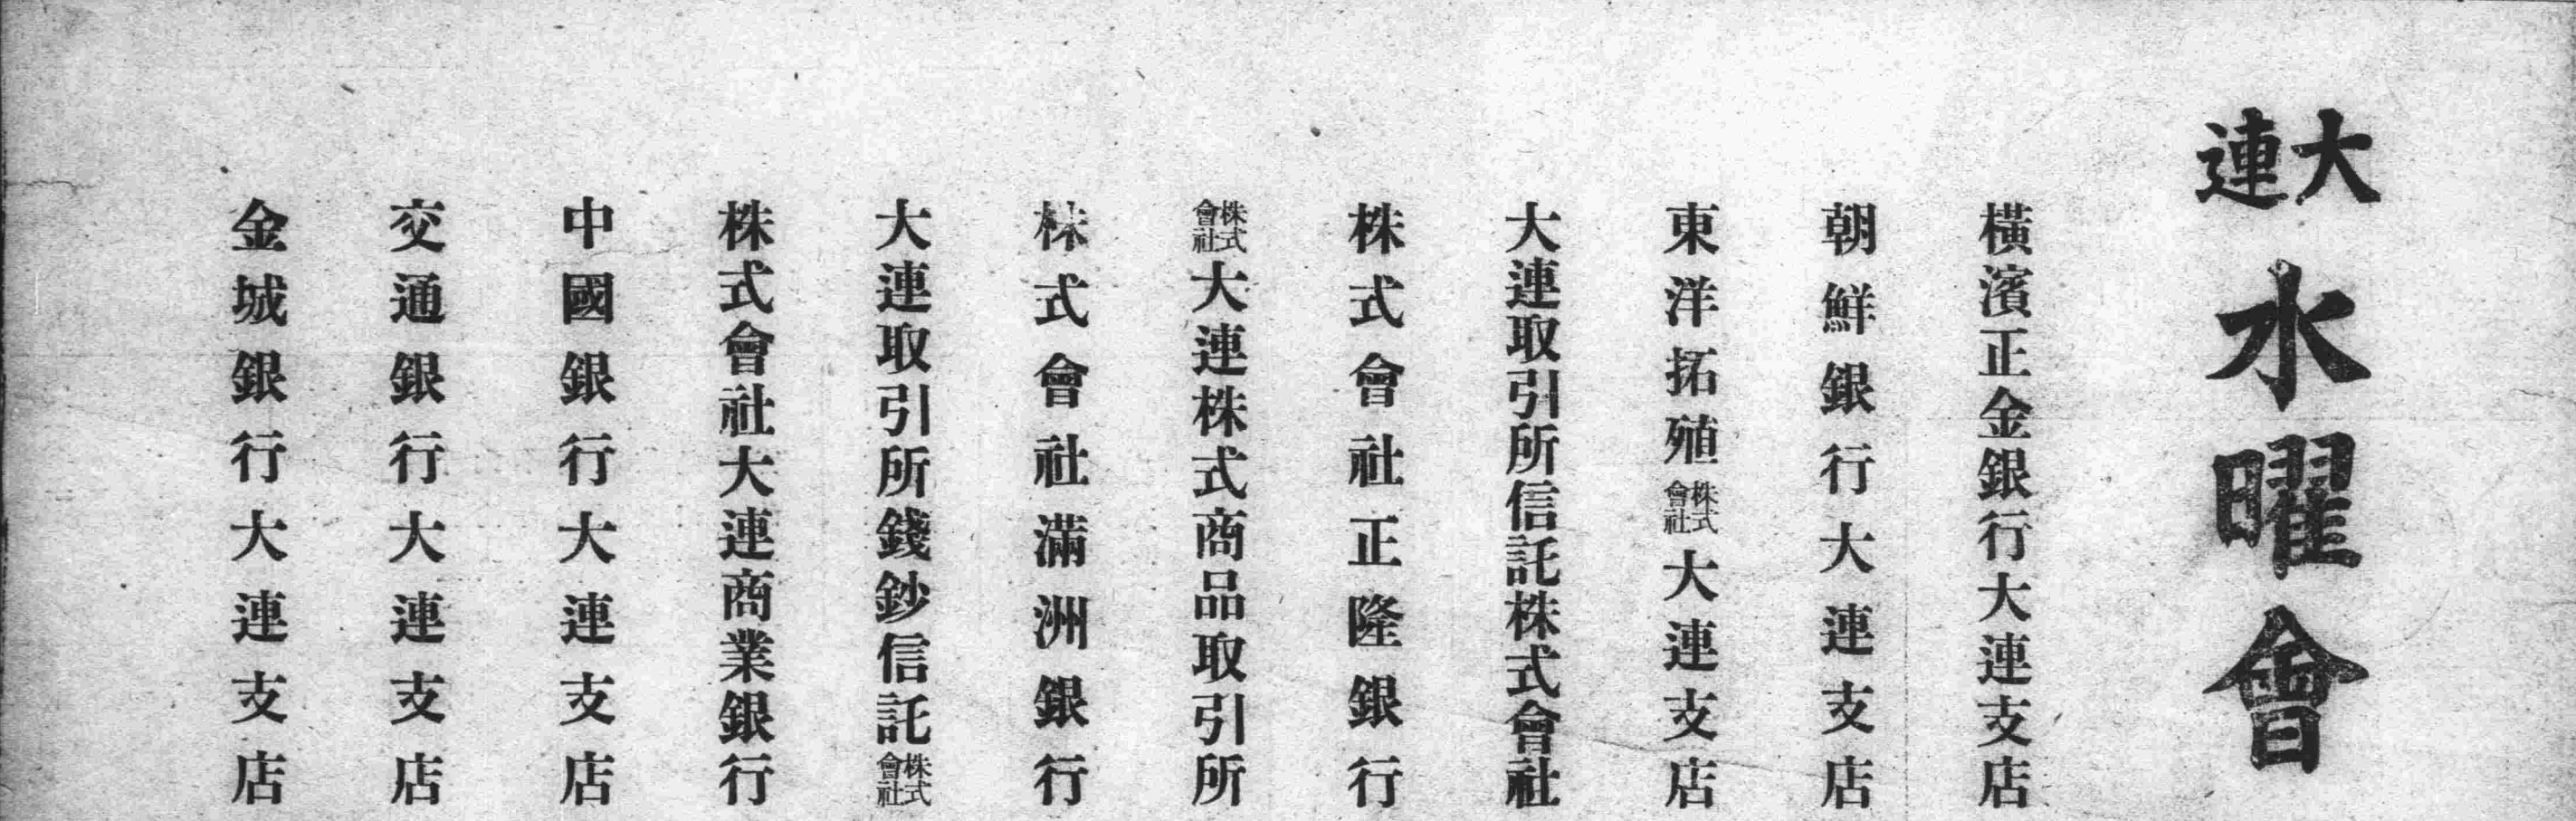 大連水曜會
橫濱正金銀行大連支店
朝鮮銀行大連支店
東洋拓殖株式會社大連支店
大連取引所信託株式會社
株式會社正隆銀行
株式會社大連株式商品取引所
株式會社滿洲銀行
大連取引所錢鈔信託株式會社
株式會社大連商業銀行
中國銀行大連支店
交通銀行大連支店
金城銀行大連支店